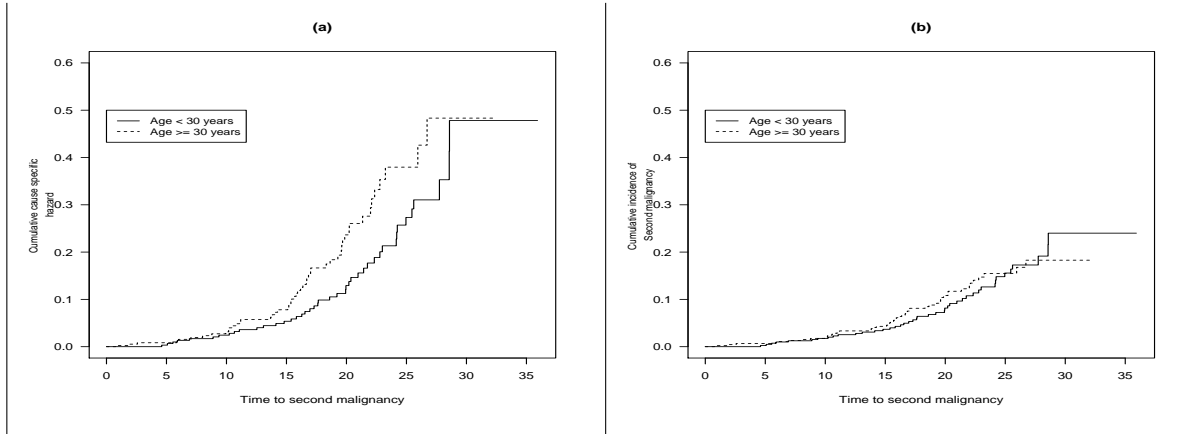 (a)
Cumulative cause specific
hazard
0.6
0.5
0.4
0.3
0.2
0.1
0.0
Age < 30 years
Age >= 30 years
0 5 10 15 20 25 30 35
Time to second malignancy
(b)
Cumulative incidence of
Second malignancy
0.6
0.5
0.4
0.3
0.2
0.1
0.0
Age < 30 years
Age >= 30 years
0 5 10 15 20 25 30 35
Time to second malignancy